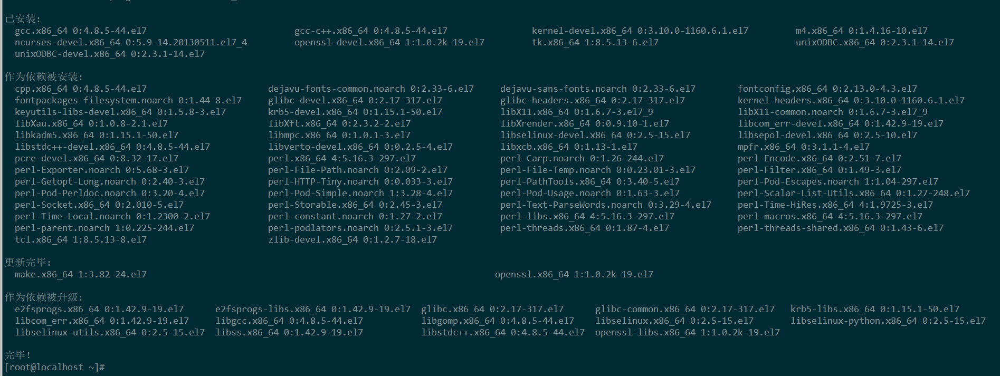 已安装:
gcc.x86_64 0:4.8.5-44.el7 gcc-c++.x86_64 0:4.8.5-44.el7 kernel-devel.x86_64 0:3.10.0-1160.6.1.el7 m4.x86_64 0:1.4.16-10.el7
ncurses-devel.x86_64 0:5.9-14.20130511.el7_4 openssl-devel.x86_64 1:1.0.2k-19.el7 tk.x86_64 1:8.5.13-6.el7 unixODBC.x86_64 0:2.3.1-14.el7
unixODBC-devel.x86_64 0:2.3.1-14.el7
作为依赖被安装:
cpp.x86_64 0:4.8.5-44.el7 dejavu-fonts-common.noarch 0:2.33-6.el7 dejavu-sans-fonts.noarch 0:2.33-6.el7 fontconfig.x86_64 0:2.13.0-4.3.el7
fontpackages-filesystem.noarch 0:1.44-8.el7 glibc-devel.x86_64 0:2.17-317.el7 glibc-headers.x86_64 0:2.17-317.el7 kernel-headers.x86_64 0:3.10.0-1160.6.1.el7
keyutils-libs-devel.x86_64 0:1.5.8-3.el7 krb5-devel.x86_64 0:1.15.1-50.el7 libX11.x86_64 0:1.6.7-3.el7_9 libX11-common.noarch 0:1.6.7-3.el7_9
libXau.x86_64 0:1.0.8-2.1.el7 libXft.x86_64 0:2.3.2-2.el7 libXrender.x86_64 0:0.9.10-1.el7 libcom_err-devel.x86_64 0:1.42.9-19.el7
libkadm5.x86_64 0:1.15.1-50.el7 libmpc.x86_64 0:1.0.1-3.el7 libselinux-devel.x86_64 0:2.5-15.el7 libsepol-devel.x86_64 0:2.5-10.el7
libstdc++-devel.x86_64 0:4.8.5-44.el7 libverto-devel.x86_64 0:0.2.5-4.el7 libxcb.x86_64 0:1.13-1.el7 mpfr.x86_64 0:3.1.1-4.el7
pcre-devel.x86_64 0:8.32-17.el7 perl.x86_64 4:5.16.3-297.el7 perl-Carp.noarch 0:1.26-244.el7 perl-Encode.x86_64 0:2.51-7.el7
perl-Exporter.noarch 0:5.68-3.el7 perl-File-Path.noarch 0:2.09-2.el7 perl-File-Temp.noarch 0:0.23.01-3.el7 perl-Filter.x86_64 0:1.49-3.el7
perl-Getopt-Long.noarch 0:2.40-3.el7 perl-HTTP-Tiny.noarch 0:0.033-3.el7 perl-PathTools.x86_64 0:3.40-5.el7 perl-Pod-Escapes.noarch 1:1.04-297.el7
perl-Pod-Perldoc.noarch 0:3.20-4.el7 perl-Pod-Simple.noarch 1:3.28-4.el7 perl-Pod-Usage.noarch 0:1.63-3.el7 perl-Scalar-List-Utils.x86_64 0:1.27-248.el7
perl-Socket.x86_64 0:2.010-5.el7 perl-Storable.x86_64 0:2.45-3.el7 perl-Text-ParseWords.noarch 0:3.29-4.el7 perl-Time-HiRes.x86_64 4:1.9725-3.el7
perl-Time-Local.noarch 0:1.2300-2.el7 perl-constant.noarch 0:1.27-2.el7 perl-libs.x86_64 4:5.16.3-297.el7 perl-macros.x86_64 4:5.16.3-297.el7
perl-parent.noarch 1:0.225-244.el7 perl-podlators.noarch 0:2.5.1-3.el7 perl-threads.x86_64 0:1.87-4.el7 perl-threads-shared.x86_64 0:1.43-6.el7
tcl.x86_64 1:8.5.13-8.el7 zlib-devel.x86_64 0:1.2.7-18.el7
更新完毕:
make.x86_64 1:3.82-24.el7 openssl.x86_64 1:1.0.2k-19.el7
作为依赖被升级:
e2fsprogs.x86_64 0:1.42.9-19.el7 e2fsprogs-libs.x86_64 0:1.42.9-19.el7 glibc.x86_64 0:2.17-317.el7 glibc-common.x86_64 0:2.17-317.el7 krb5-libs.x86_64 0:1.15.1-50.el7
libcom_err.x86_64 0:1.42.9-19.el7 libgcc.x86_64 0:4.8.5-44.el7 libgomp.x86_64 0:4.8.5-44.el7 libselinux.x86_64 0:2.5-15.el7 libselinux-python.x86_64 0:2.5-15.el7
libselinux-utils.x86_64 0:2.5-15.el7 libss.x86_64 0:1.42.9-19.el7 libstdc++.x86_64 0:4.8.5-44.el7 openssl-libs.x86_64 1:1.0.2k-19.el7
完毕！
[root@localhost ~]#